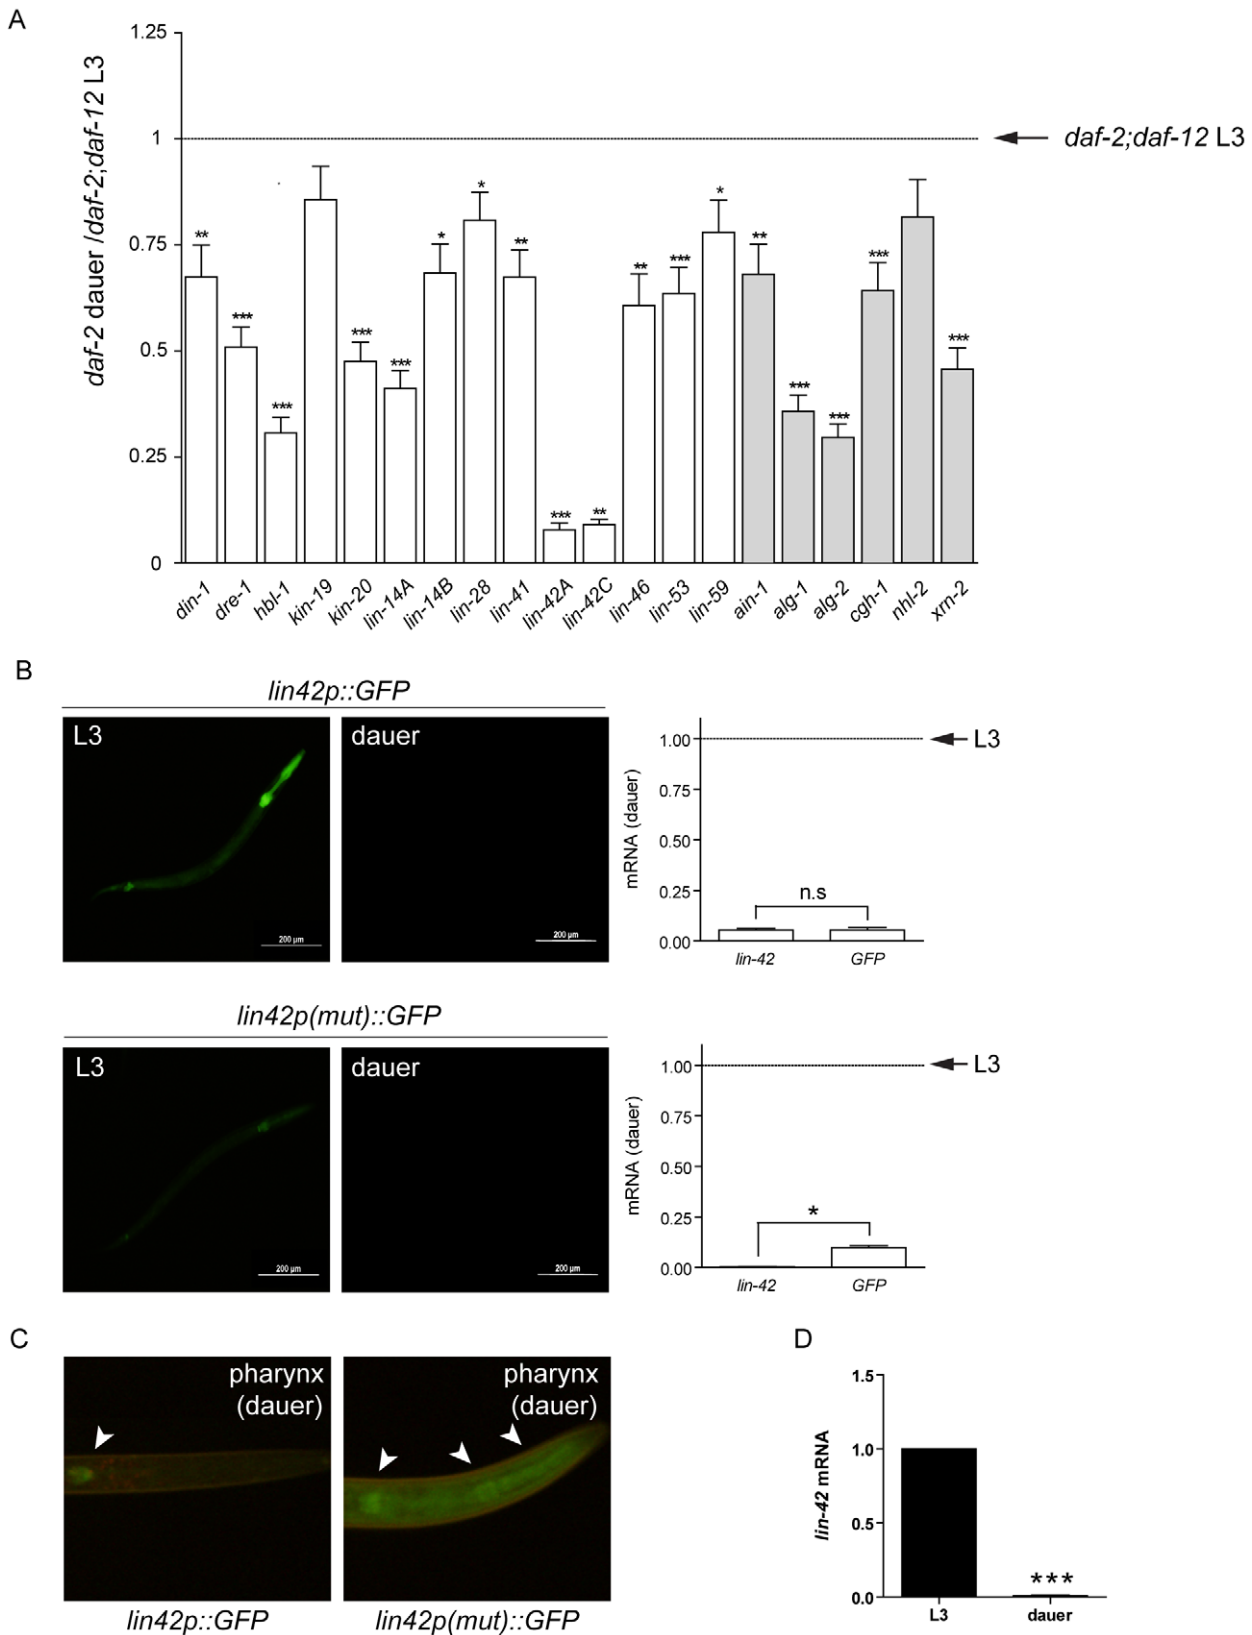 A
daf-2 dauer /daf-2;daf-12 L3
1.25
1
0.75
0.5
0.25
0
daf-2;daf-12 L3
** *** *** *** *** * * ** *** ** ** *** * ** *** *** *** ***
din-1 dre-1 hbl-1 kin-19 kin-20 lin-14A lin-14B lin-28 lin-41 lin-42A lin-42C lin-46 lin-53 lin-59 ain-1 alg-1 alg-2 cgh-1 nhl-2 xrn-2
B
lin42p::GFP
L3
200 µm
dauer
200 µm
mRNA (dauer)
1.00
0.75
0.50
0.25
0.00
L3
n.s
lin-42 GFP
lin42p(mut)::GFP
L3
200 µm
dauer
200 µm
mRNA (dauer)
1.00
0.75
0.50
0.25
0.00
L3
*
lin-42 GFP
C
pharynx
(dauer)
lin42p::GFP
pharynx
(dauer)
lin42p(mut)::GFP
D
lin-42 mRNA
1.5
1.0
0.5
0.0
***
L3 dauer